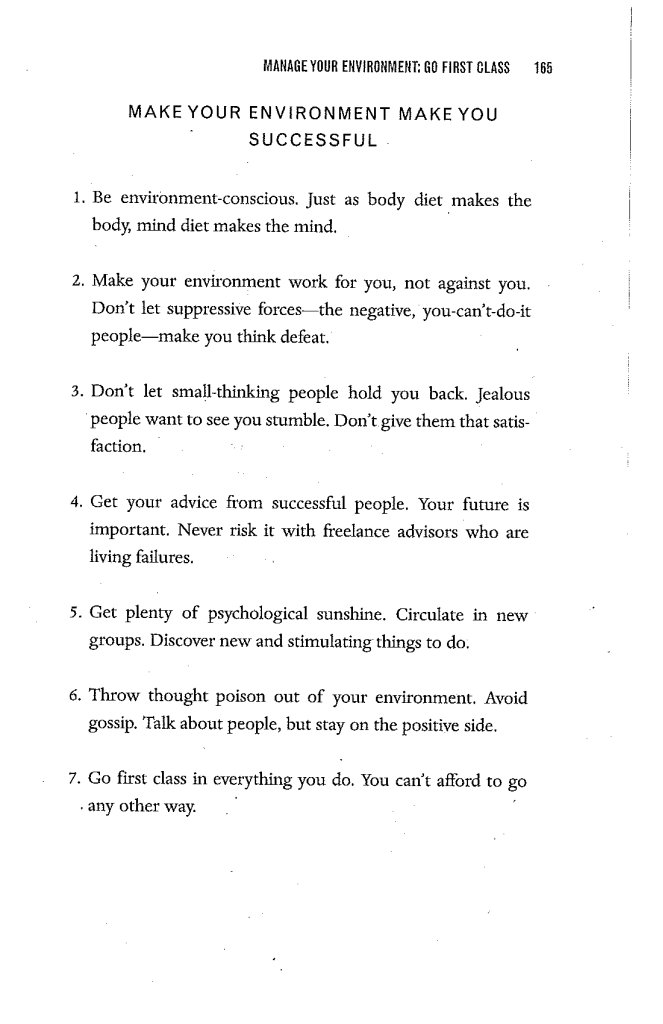 MANAGE YOUR ENVIRONMENT: GO FIRST CLASS 165
MAKE YOUR ENVIRONMENT MAKE YOU
SUCCESSFUL
1. Be environment-conscious. Just as body diet makes the
body, mind diet makes the mind.
2. Make your environment work for you, not against you.
Don't let suppressive forces—the negative, you-can't-do-it
people—make you think defeat.
3. Don't let small-thinking people hold you back. Jealous
people want to see you stumble. Don't give them that satis-
faction.
4. Get your advice from successful people. Your future is
important. Never risk it with freelance advisors who are
living failures.
5. Get plenty of psychological sunshine. Circulate in new
groups. Discover new and stimulating things to do.
6. Throw thought poison out of your environment. Avoid
gossip. Talk about people, but stay on the positive side.
7. Go first class in everything you do. You can't afford to go
any other way.